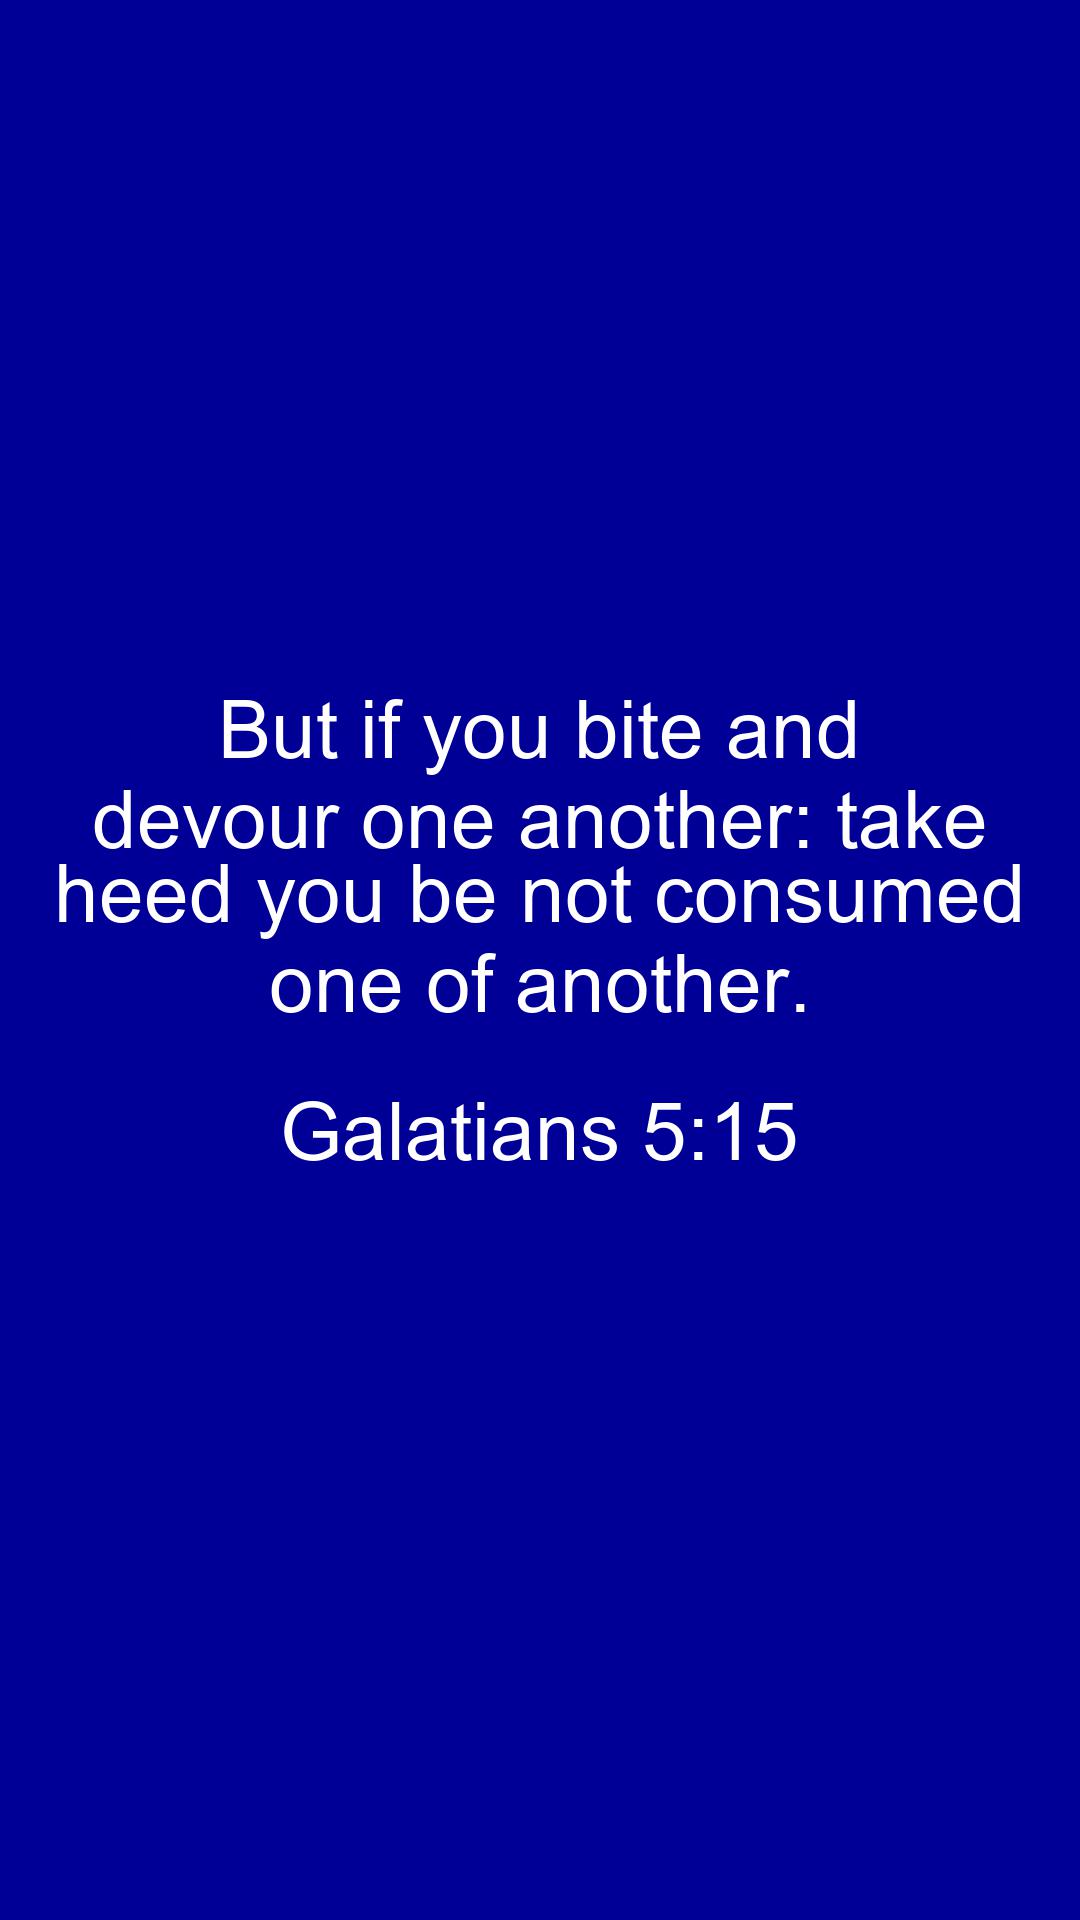 But if you bite and
devour one another: take
heed you be not consumed
one of another.
Galatians 5:15